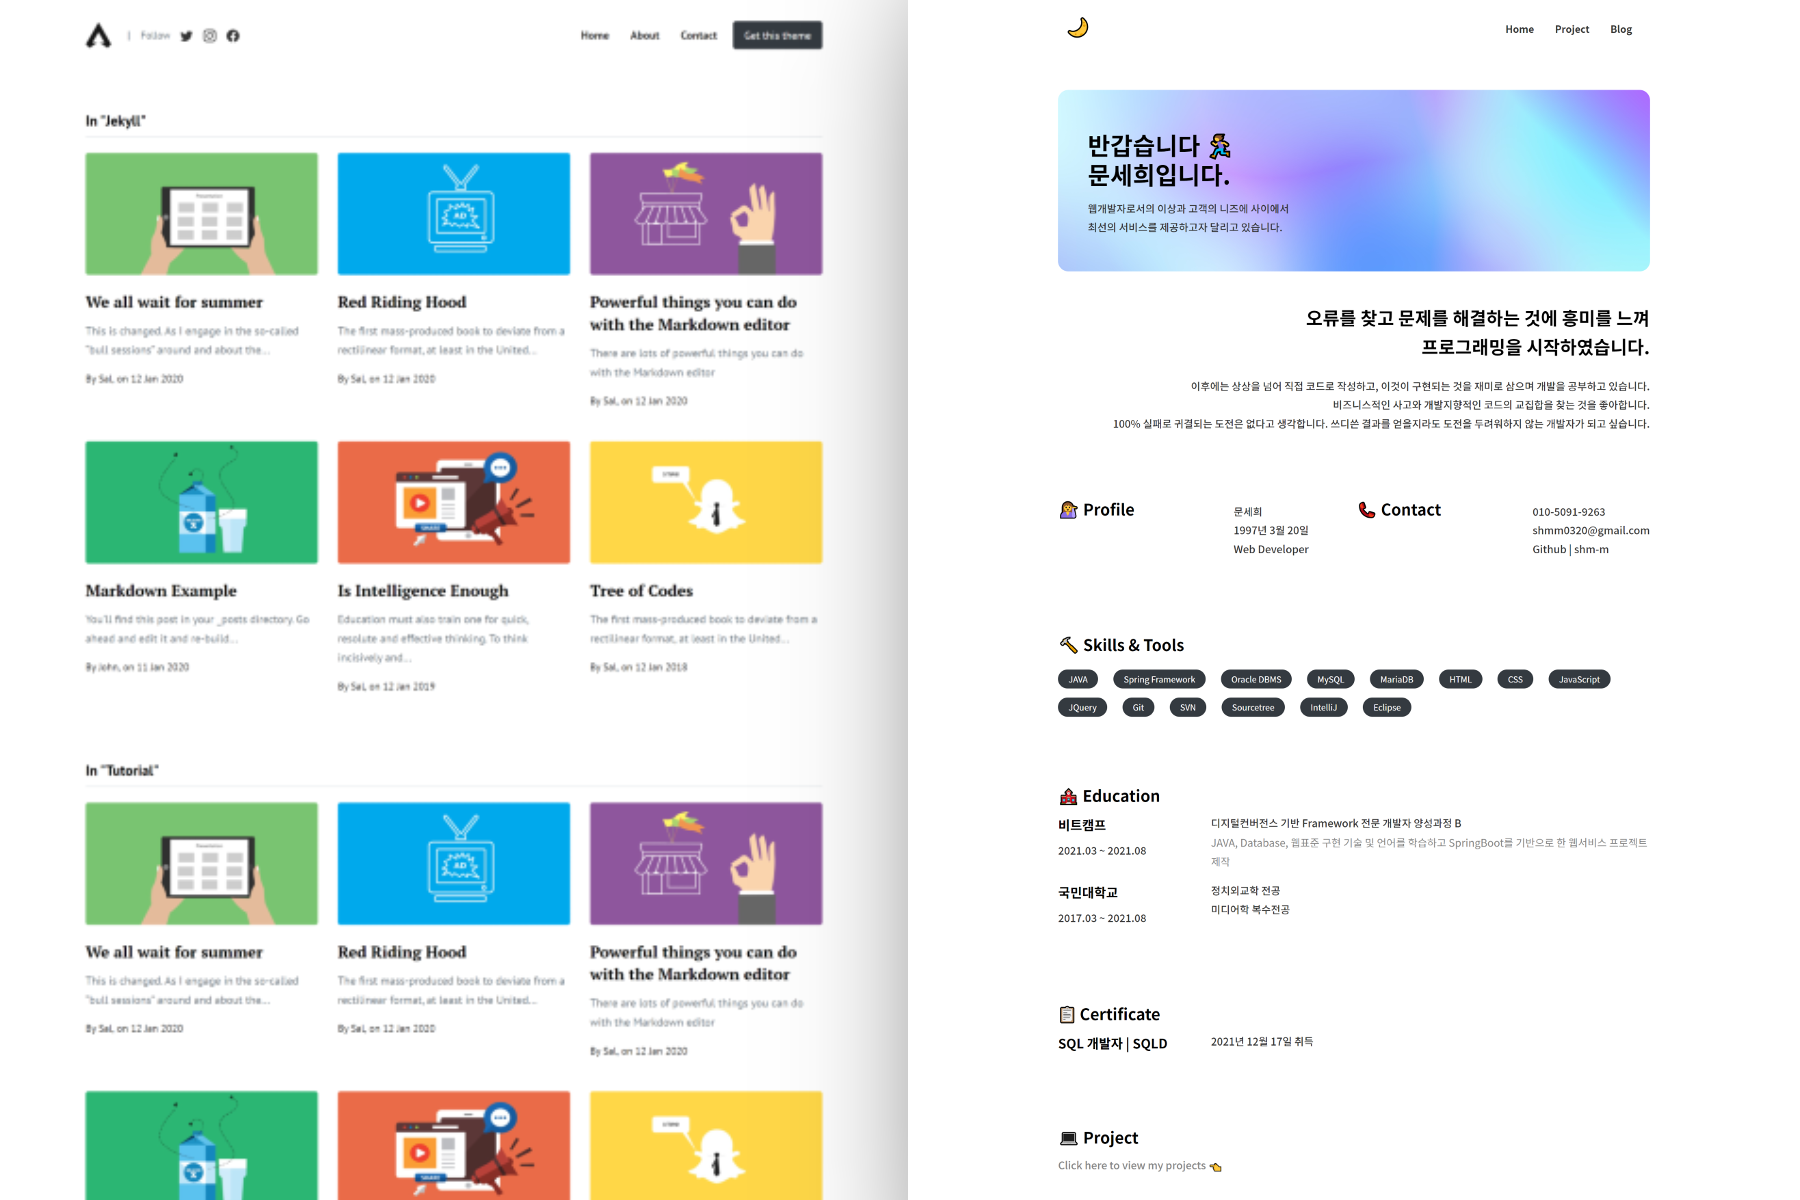 Follow
Home About Contact Get this theme
In "Jekyll"
We all wait for summer
This is changed. As I engage in the so-called
"bull sessions" around and about the...
By Sal, on 12 Jan 2020
AD
Red Riding Hood
The first mass-produced book to deviate from a
rectilinear format, at least in the United...
By Sal, on 12 Jan 2020
Powerful things you can do
with the Markdown editor
There are lots of powerful things you can do
with the Markdown editor
By Sal, on 12 Jan 2020
Markdown Example
You'll find this post in your _posts directory. Go
ahead and edit it and re-build...
By John, on 11 Jan 2020
Is Intelligence Enough
Education must also train one for quick,
resolute and effective thinking. To think
incisively and...
By Sal, on 12 Jan 2019
Tree of Codes
The first mass-produced book to deviate from a
rectilinear format, at least in the United...
By Sal, on 12 Jan 2018
In "Tutorial"
We all wait for summer
This is changed. As I engage in the so-called
"bull sessions" around and about the...
By Sal, on 12 Jan 2020
AD
Red Riding Hood
The first mass-produced book to deviate from a
rectilinear format, at least in the United...
By Sal, on 12 Jan 2020
Powerful things you can do
with the Markdown editor
There are lots of powerful things you can do
with the Markdown editor
By Sal, on 12 Jan 2020
Home Project Blog
반갑습니다 🏃‍♀️
문세희입니다.
웹개발자로서의 이상과 고객의 니즈에 사이에서
최선의 서비스를 제공하고자 달리고 있습니다.
오류를 찾고 문제를 해결하는 것에 흥미를 느껴
프로그래밍을 시작하였습니다.
이후에는 상상을 넘어 직접 코드로 작성하고, 이것이 구현되는 것을 재미로 삼으며 개발을 공부하고 있습니다.
비즈니스적인 사고와 개발지향적인 코드의 교집합을 찾는 것을 좋아합니다.
100% 실패로 귀결되는 도전은 없다고 생각합니다. 쓰디쓴 결과를 얻을지라도 도전을 두려워하지 않는 개발자가 되고 싶습니다.
Profile
문세희
1997년 3월 20일
Web Developer
Contact
010-5091-9263
shmm0320@gmail.com
Github | shm-m
Skills & Tools
JAVA Spring Framework Oracle DBMS MySQL MariaDB HTML CSS JavaScript
JQuery Git SVN Sourcetree IntelliJ Eclipse
Education
비트캠프
2021.03 ~ 2021.08
디지털컨버전스 기반 Framework 전문 개발자 양성과정 B
JAVA, Database, 웹표준 구현 기술 및 언어를 학습하고 SpringBoot를 기반으로 한 웹서비스 프로젝트
제작
국민대학교
2017.03 ~ 2021.08
정치외교학 전공
미디어학 복수전공
Certificate
SQL 개발자 | SQLD
2021년 12월 17일 취득
Project
Click here to view my projects